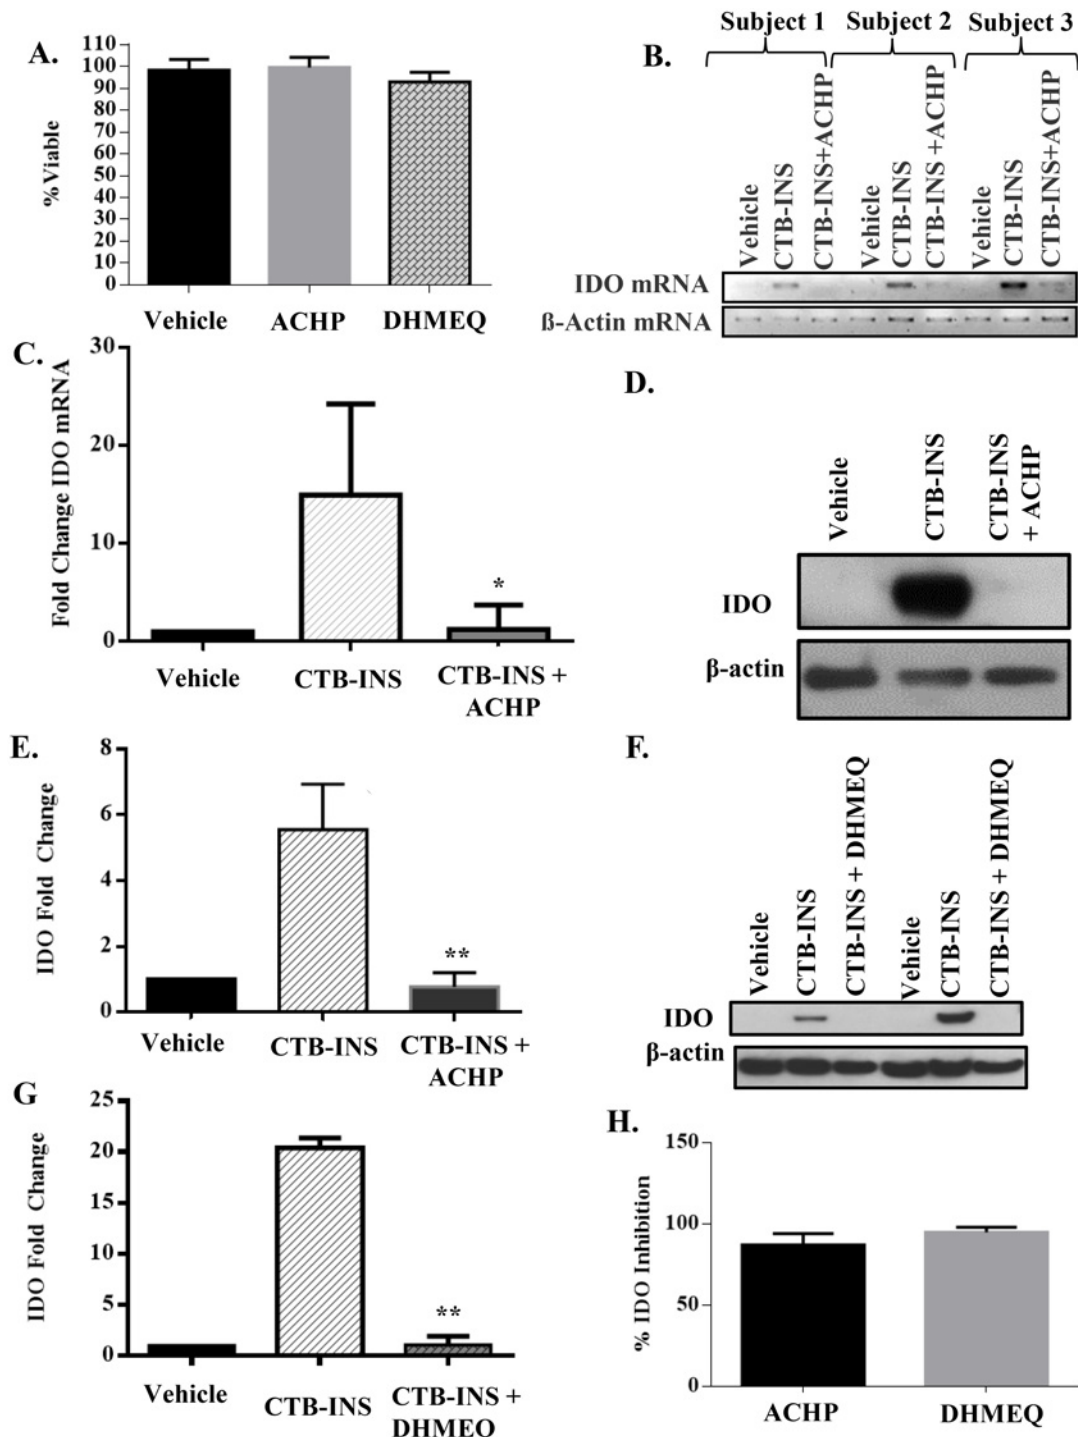 A.
% Viable
110
100
90
80
70
60
50
40
30
20
10
0
Vehicle ACHP DHMEQ
B.
Subject 1 Subject 2 Subject 3
Vehicle
CTB-INS
CTB-INS+ACHP
Vehicle
CTB-INS
CTB-INS +ACHP
Vehicle
CTB-INS
CTB-INS+ACHP
IDO mRNA
ß-Actin mRNA
C.
Fold Change IDO mRNA
30
20
10
0
Vehicle CTB-INS CTB-INS +
ACHP
*
D.
Vehicle
CTB-INS
CTB-INS
+ ACHP
IDO
β-actin
E.
IDO Fold Change
8
6
4
2
0
Vehicle CTB-INS CTB-INS +
ACHP
**
F.
Vehicle
CTB-INS
CTB-INS + DHMEQ
Vehicle
CTB-INS
CTB-INS + DHMEQ
IDO
β-actin
G
IDO Fold Change
25
20
15
10
5
0
Vehicle CTB-INS CTB-INS +
DHMEQ
**
H.
% IDO Inhibition
150
100
50
0
ACHP DHMEQ